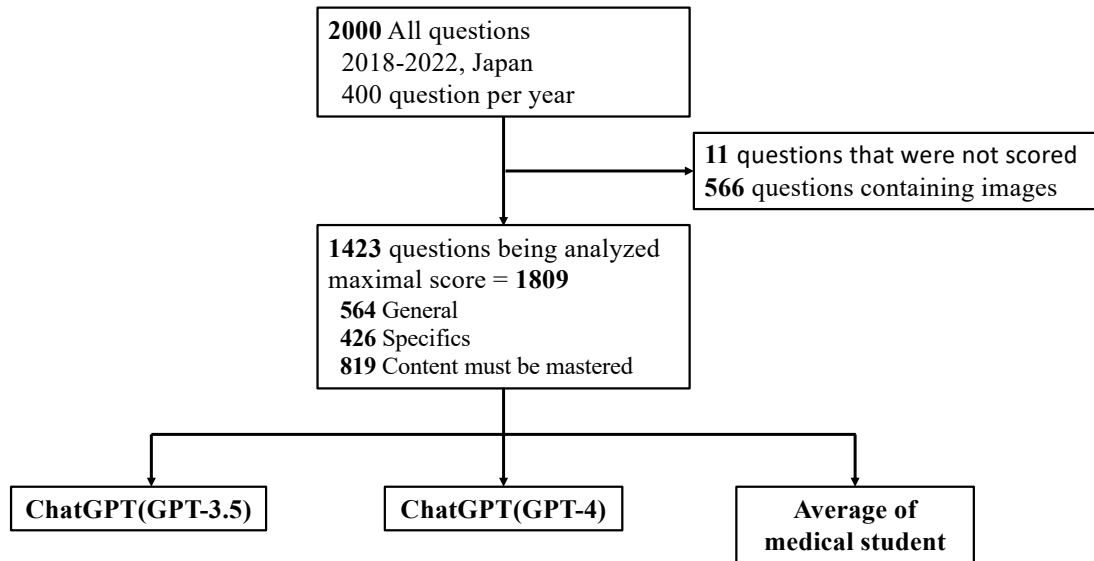 2000 All questions
2018-2022, Japan
400 question per year
11 questions that were not scored
566 questions containing images
1423 questions being analyzed
maximal score = 1809
564 General
426 Specifics
819 Content must be mastered
ChatGPT(GPT-3.5)
ChatGPT(GPT-4)
Average of
medical student